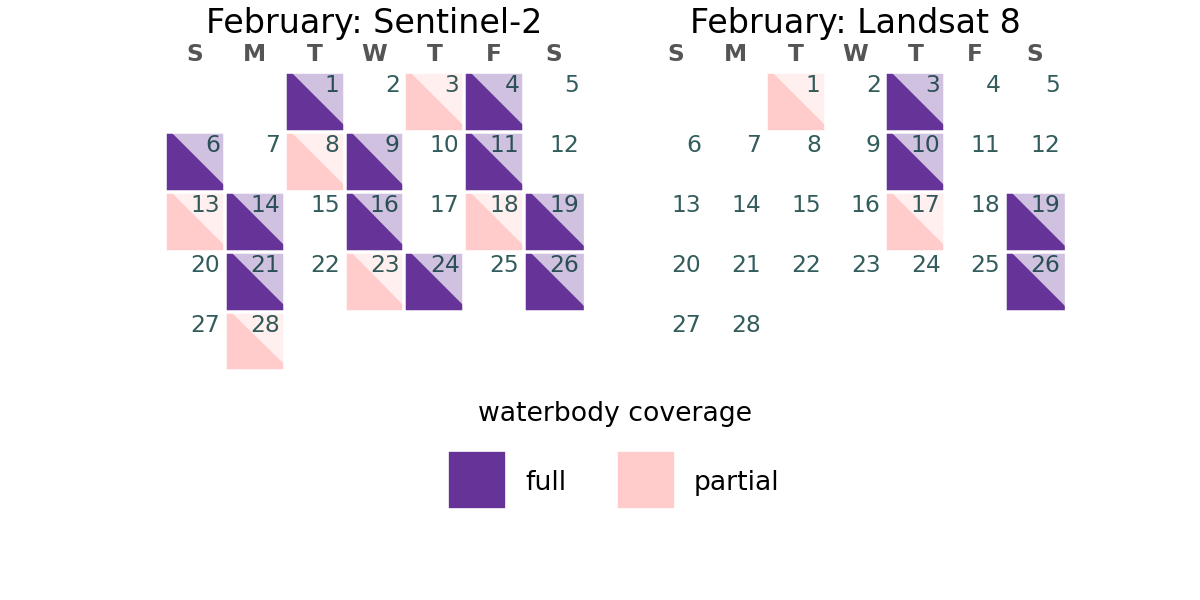 February: Sentinel-2
S M T W T F S
1 2 3 4 5
6 7 8 9 10 11 12
13 14 15 16 17 18 19
20 21 22 23 24 25 26
27 28
February: Landsat 8
S M T W T F S
1 2 3 4 5
6 7 8 9 10 11 12
13 14 15 16 17 18 19
20 21 22 23 24 25 26
27 28
waterbody coverage
full partial